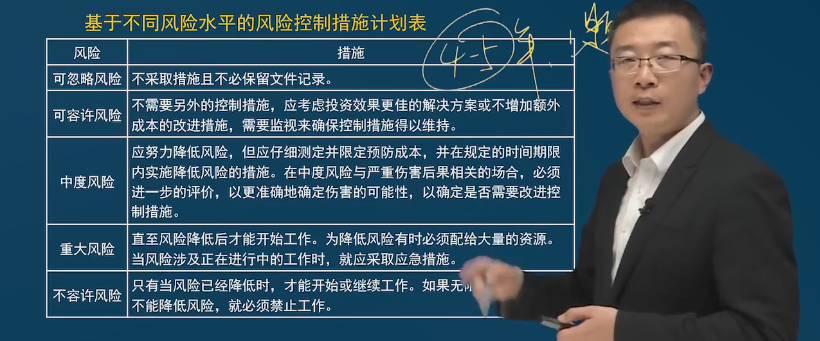 基于不同风险水平的风险控制措施计划表
4-5
风险 措施
可忽略风险 不采取措施且不必保留文件记录。
可容许风险 不需要另外的控制措施，应考虑投资效果更佳的解决方案或不增加额外
成本的改进措施，需要监视来确保控制措施得以维持。
中度风险 应努力降低风险，但应仔细测定并限定预防成本，并在规定的时间期限
内实施降低风险的措施。在中度风险与严重伤害后果相关的场合，必须
进一步的评价，以更准确地确定伤害的可能性，以确定是否需要改进控
制措施。
重大风险 直至风险降低后才能开始工作。为降低风险有时必须配给大量的资源。
当风险涉及正在进行中的工作时，就应采取应急措施。
不容许风险 只有当风险已经降低时，才能开始或继续工作。如果无
不能降低风险，就必须禁止工作。